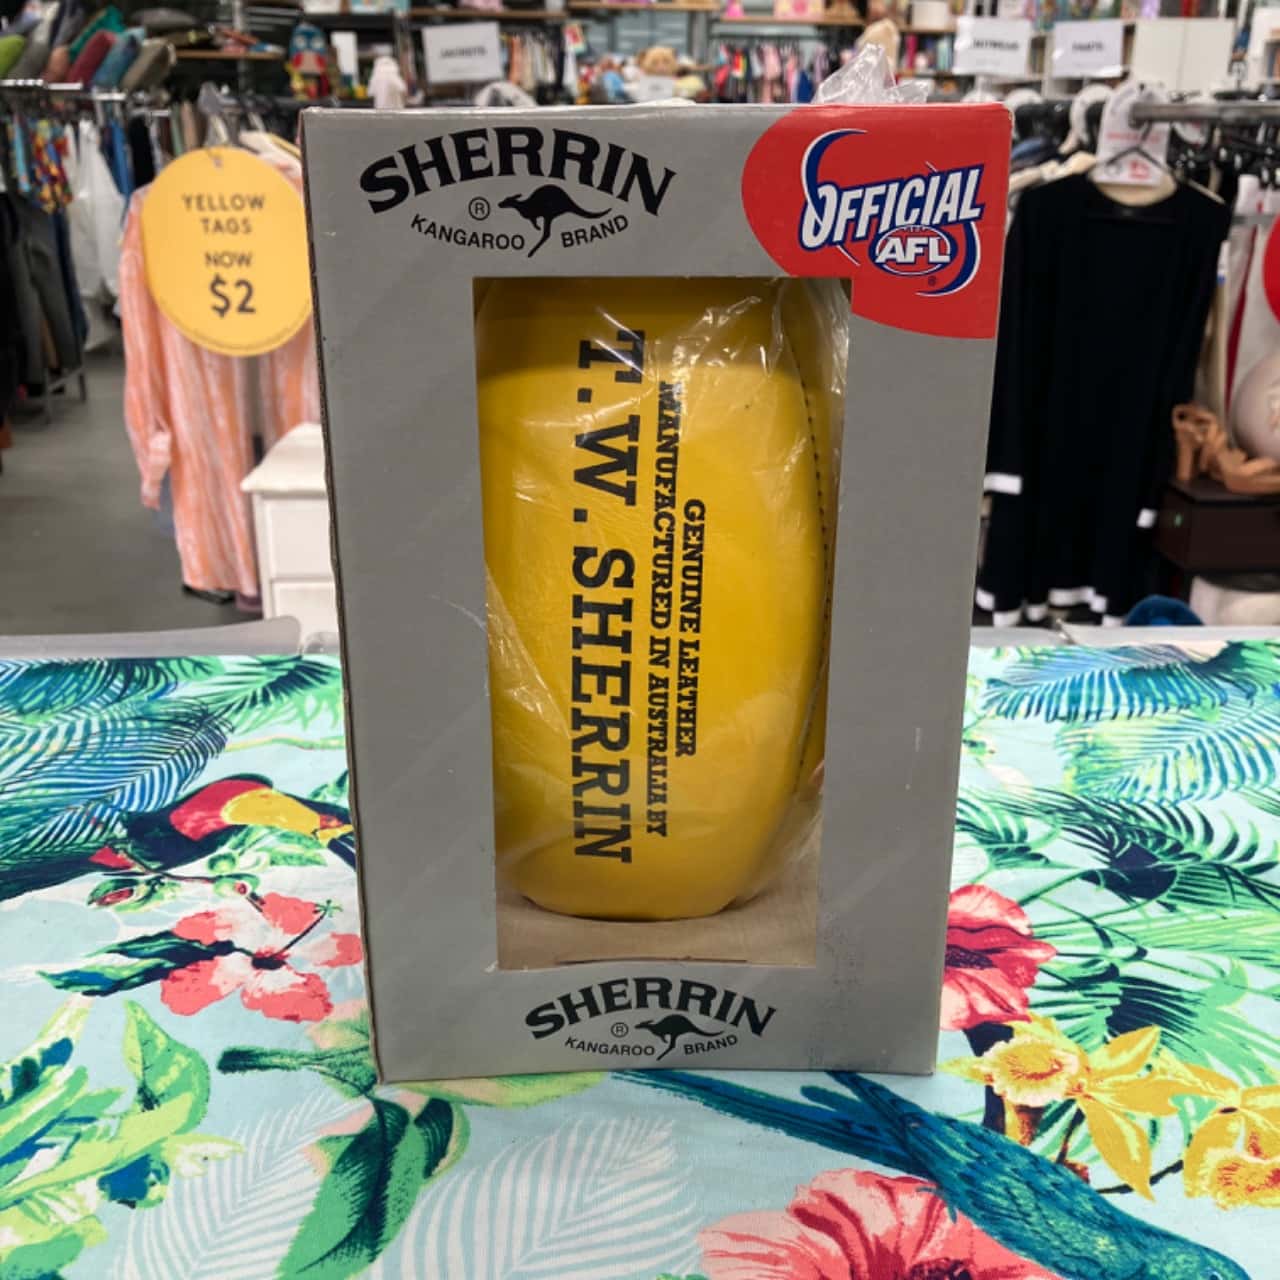 JACKETS
YELLOW
TAGS
NOW
$2
SHERRIN
®
KANGAROO BRAND
OFFICIAL
AFL
®
GENUINE LEATHER
MANUFACTURED IN AUSTRALIA BY
T.W. SHERRIN
SHERRIN
®
KANGAROO BRAND